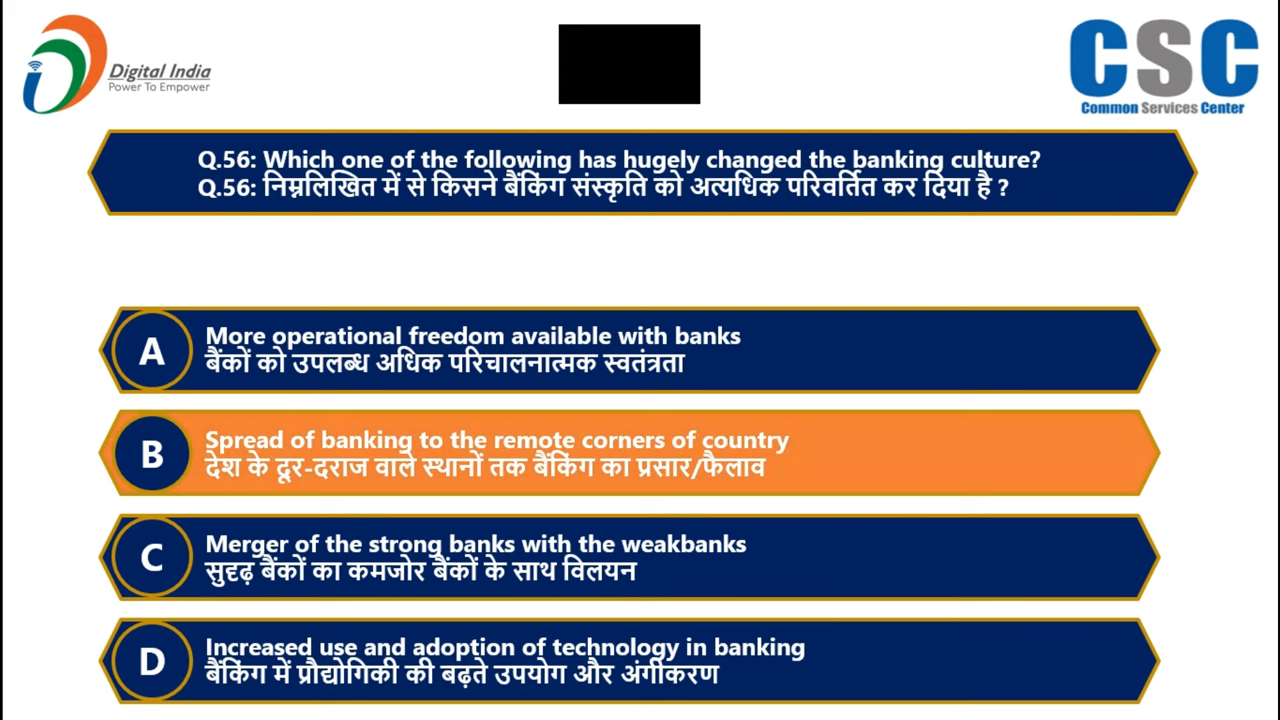 Digital India
Power To Empower
CSC
Common Services Center
Q.56: Which one of the following has hugely changed the banking culture?
Q.56: निम्नलिखित में से किसने बैंकिंग संस्कृति को अत्यधिक परिवर्तित कर दिया है ?
A
More operational freedom available with banks
बैंकों को उपलब्ध अधिक परिचालनात्मक स्वतंत्रता
B
Spread of banking to the remote corners of country
देश के दूर-दराज वाले स्थानों तक बैंकिंग का प्रसार/फैलाव
C
Merger of the strong banks with the weakbanks
सुदृढ़ बैंकों का कमजोर बैंकों के साथ विलयन
D
Increased use and adoption of technology in banking
बैंकिंग में प्रौद्योगिकी की बढ़ते उपयोग और अंगीकरण